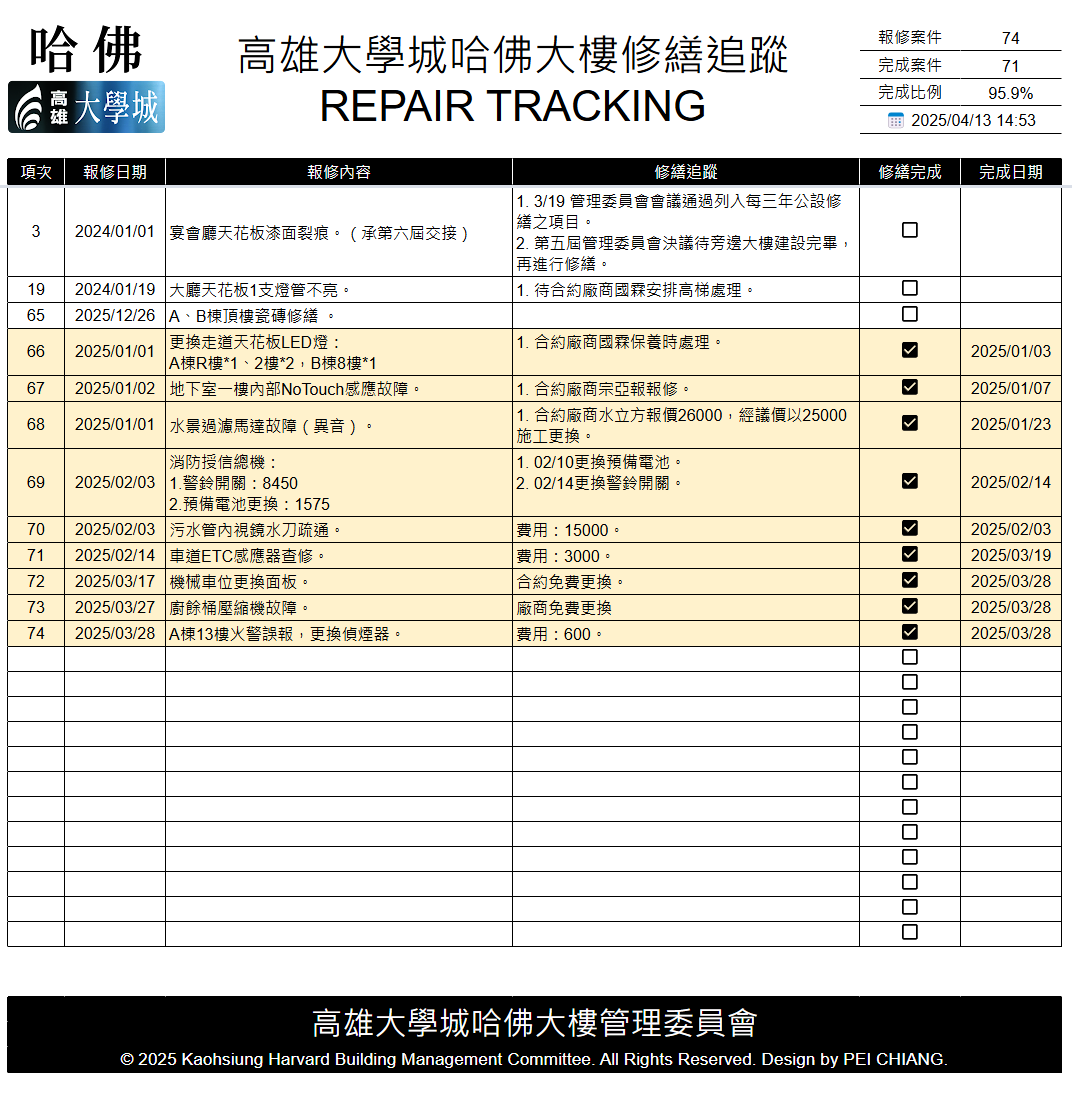 哈佛
高雄 大學城
高雄大學城哈佛大樓修繕追蹤
REPAIR TRACKING
報修案件 74
完成案件 71
完成比例 95.9%
2025/04/13 14:53
項次 報修日期 報修內容 修繕追蹤 修繕完成 完成日期
3 2024/01/01 宴會廳天花板漆面裂痕。（承第六屆交接）
1. 3/19 管理委員會會議通過列入每三年公設修
繕之項目。
2. 第五屆管理委員會決議待旁邊大樓建設完畢，
再進行修繕。
19 2024/01/19 大廳天花板1支燈管不亮。 1. 待合約廠商國霖安排高梯處理。
65 2025/12/26 A、B棟頂樓瓷磚修繕 。
66 2025/01/01 更換走道天花板LED燈：
A棟R樓*1、2樓*2，B棟8樓*1
1. 合約廠商國霖保養時處理。 2025/01/03
67 2025/01/02 地下室一樓內部NoTouch感應故障。 1. 合約廠商宗亞報報修。 2025/01/07
68 2025/01/01 水景過濾馬達故障（異音）。
1. 合約廠商水立方報價26000，經議價以25000
施工更換。
2025/01/23
69 2025/02/03 消防授信總機：
1.警鈴開關：8450
2.預備電池更換：1575
1. 02/10更換預備電池。
2. 02/14更換警鈴開關。
2025/02/14
70 2025/02/03 污水管內視鏡水刀疏通。 費用：15000。 2025/02/03
71 2025/02/14 車道ETC感應器查修。 費用：3000。 2025/03/19
72 2025/03/17 機械車位更換面板。 合約免費更換。 2025/03/28
73 2025/03/27 廚餘桶壓縮機故障。 廠商免費更換 2025/03/28
74 2025/03/28 A棟13樓火警誤報，更換偵煙器。 費用：600。 2025/03/28
高雄大學城哈佛大樓管理委員會
© 2025 Kaohsiung Harvard Building Management Committee. All Rights Reserved. Design by PEI CHIANG.